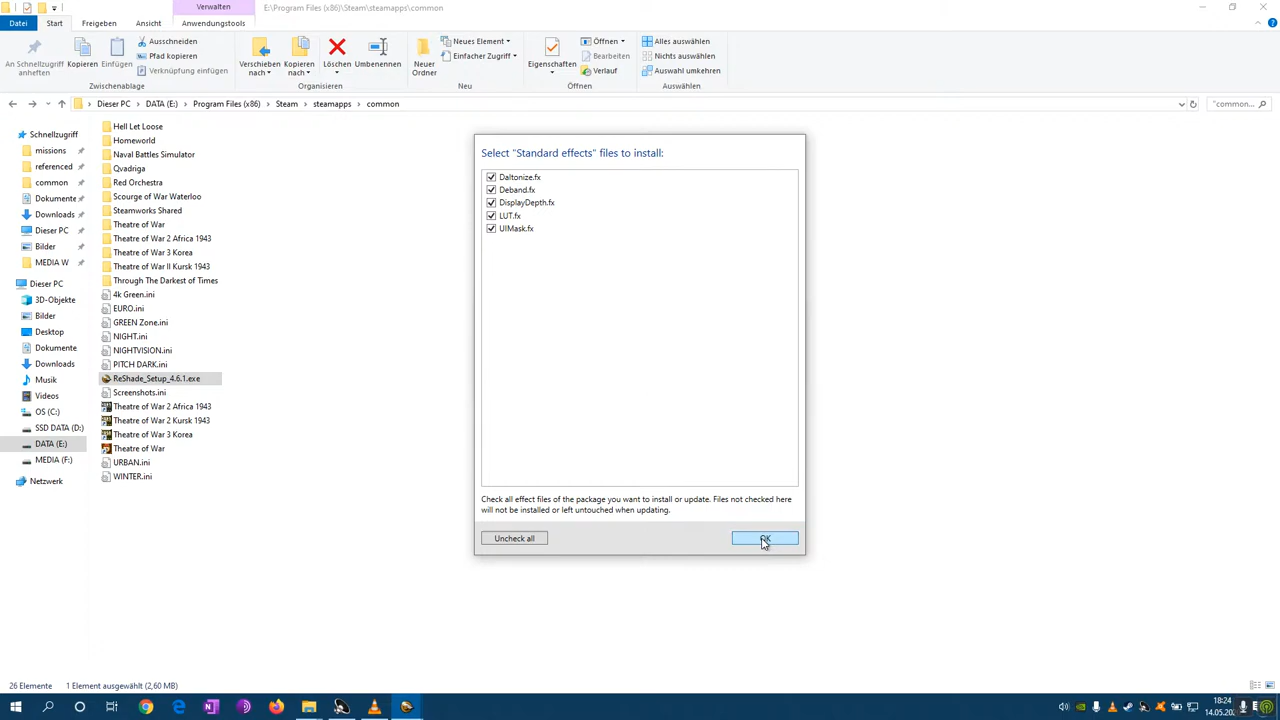 Verwalten
E:\Program Files (x86)\Steam\steamapps\common
Datei
Start
Freigeben
Ansicht
Anwendungstools
An Schnellzugriff anheften
Kopieren
Einfügen
Ausschneiden
Pfad kopieren
Verknüpfung einfügen
Zwischenablage
Verschieben nach
Kopieren nach
Löschen
Umbenennen
Organisieren
Neuer Ordner
Neues Element
Einfacher Zugriff
Neu
Eigenschaften
Öffnen
Bearbeiten
Verlauf
Öffnen
Alles auswählen
Nichts auswählen
Auswahl umkehren
Auswählen
Dieser PC
DATA (E:)
Program Files (x86)
Steam
steamapps
common
"common...
Schnellzugriff
missions
referenced
common
Dokumente
Downloads
Dieser PC
Bilder
MEDIA W
Dieser PC
3D-Objekte
Bilder
Desktop
Dokumente
Downloads
Musik
Videos
OS (C:)
SSD DATA (D:)
DATA (E:)
MEDIA (F:)
Netzwerk
Hell Let Loose
Homeworld
Naval Battles Simulator
Qvadriga
Red Orchestra
Scourge of War Waterloo
Steamworks Shared
Theatre of War
Theatre of War 2 Africa 1943
Theatre of War 3 Korea
Theatre of War II Kursk 1943
Through The Darkest of Times
4k Green.ini
EURO.ini
GREEN Zone.ini
NIGHT.ini
NIGHTVISION.ini
PITCH DARK.ini
ReShade_Setup_4.6.1.exe
Screenshots.ini
Theatre of War 2 Africa 1943
Theatre of War 2 Kursk 1943
Theatre of War 3 Korea
Theatre of War
URBAN.ini
WINTER.ini
Select "Standard effects" files to install:
Daltonize.fx
Deband.fx
DisplayDepth.fx
LUT.fx
UIMask.fx
Check all effect files of the package you want to install or update. Files not checked here
will not be installed or left untouched when updating.
Uncheck all
OK
26 Elemente
1 Element ausgewählt (2,60 MB)
18:24
14.05.20